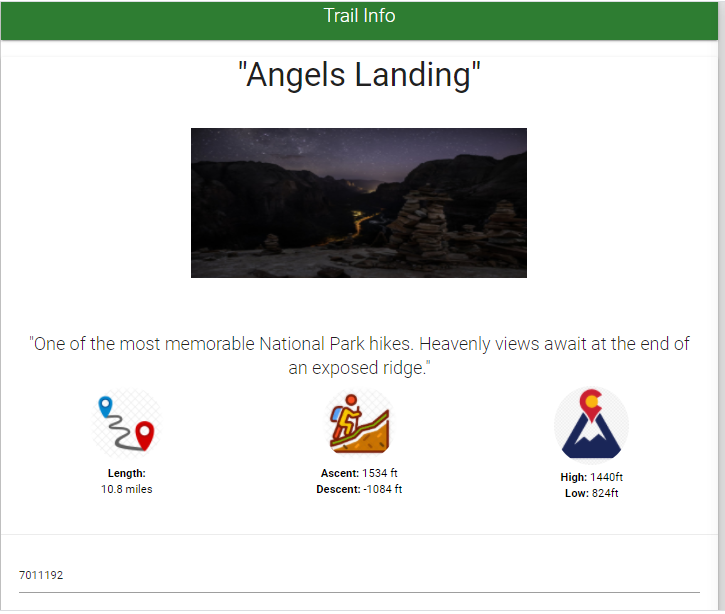 Trail Info
"Angels Landing"
"One of the most memorable National Park hikes. Heavenly views await at the end of
an exposed ridge."
Length:
10.8 miles
Ascent: 1534 ft
Descent: -1084 ft
High: 1440ft
Low: 824ft
7011192